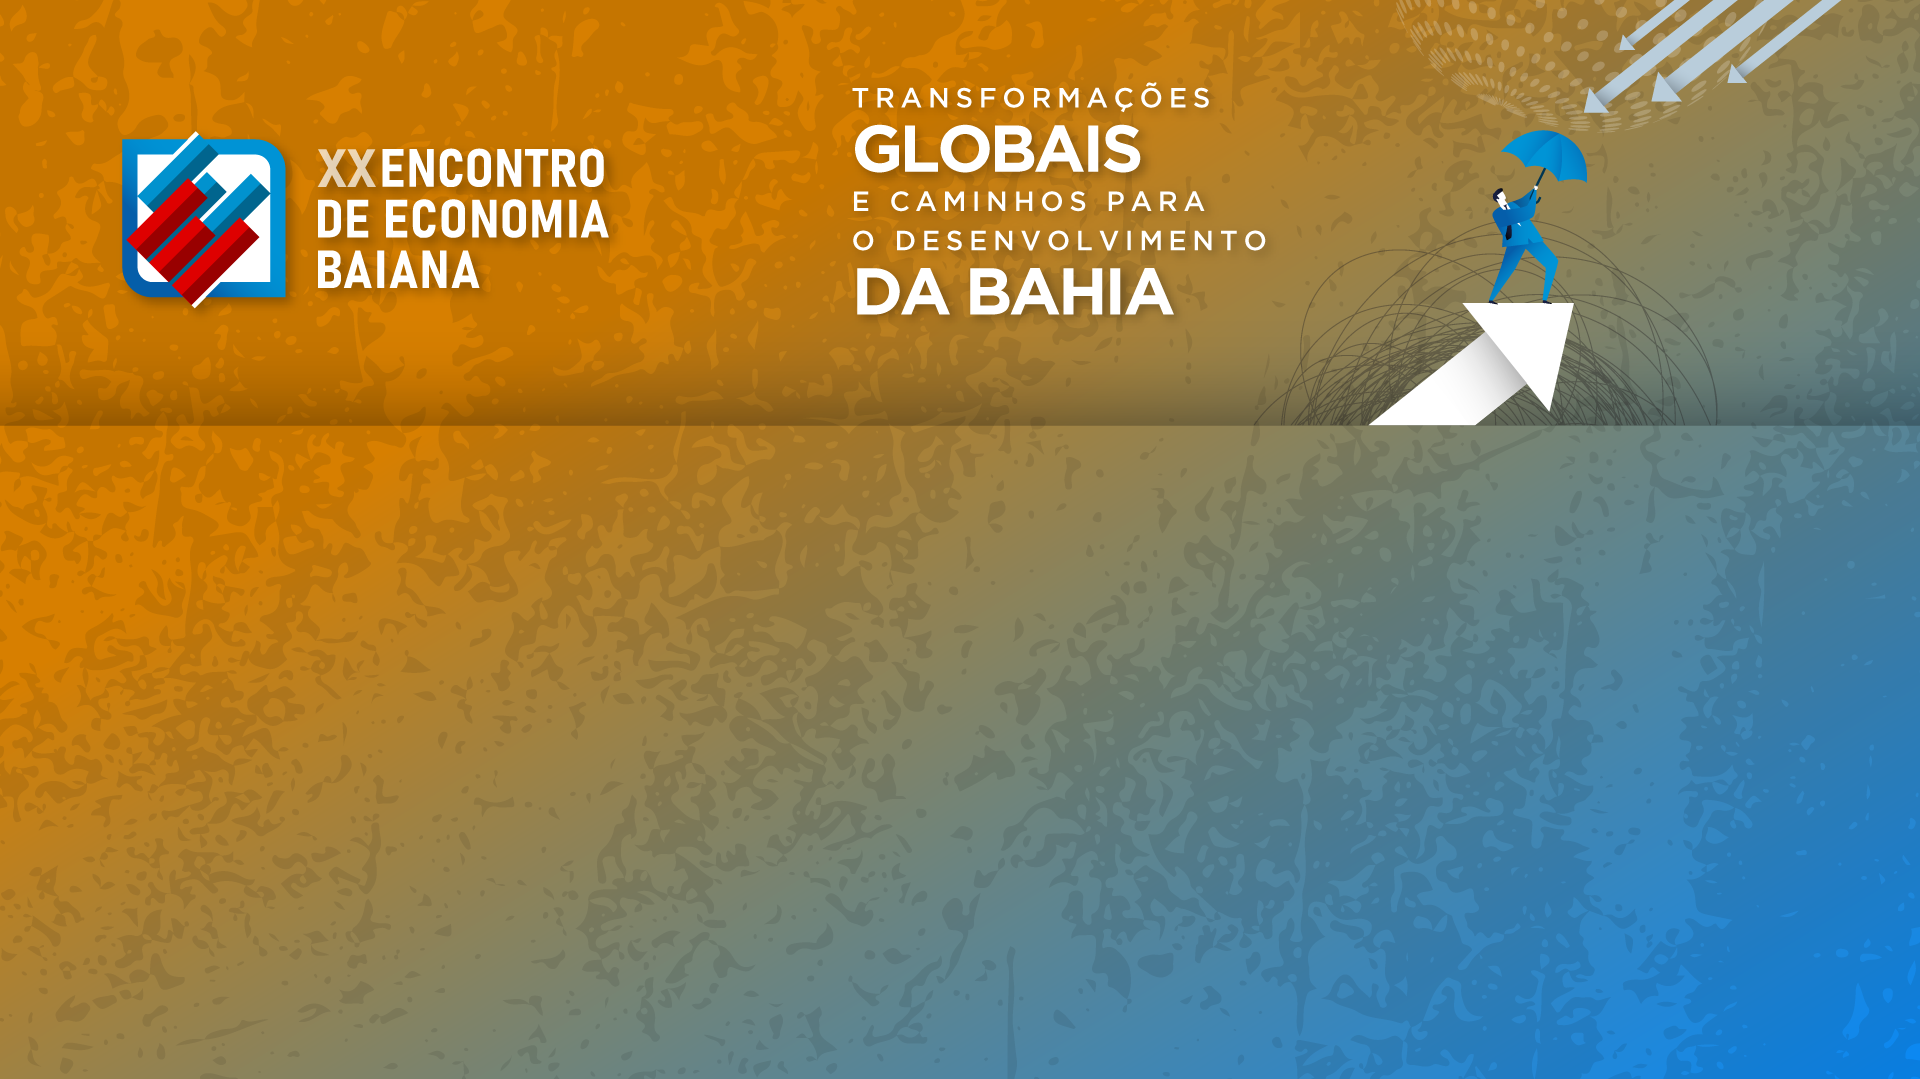 XX ENCONTRO
DE ECONOMIA
BAIANA
TRANSFORMAÇÕES
GLOBAIS
E CAMINHOS PARA
O DESENVOLVIMENTO
DA BAHIA